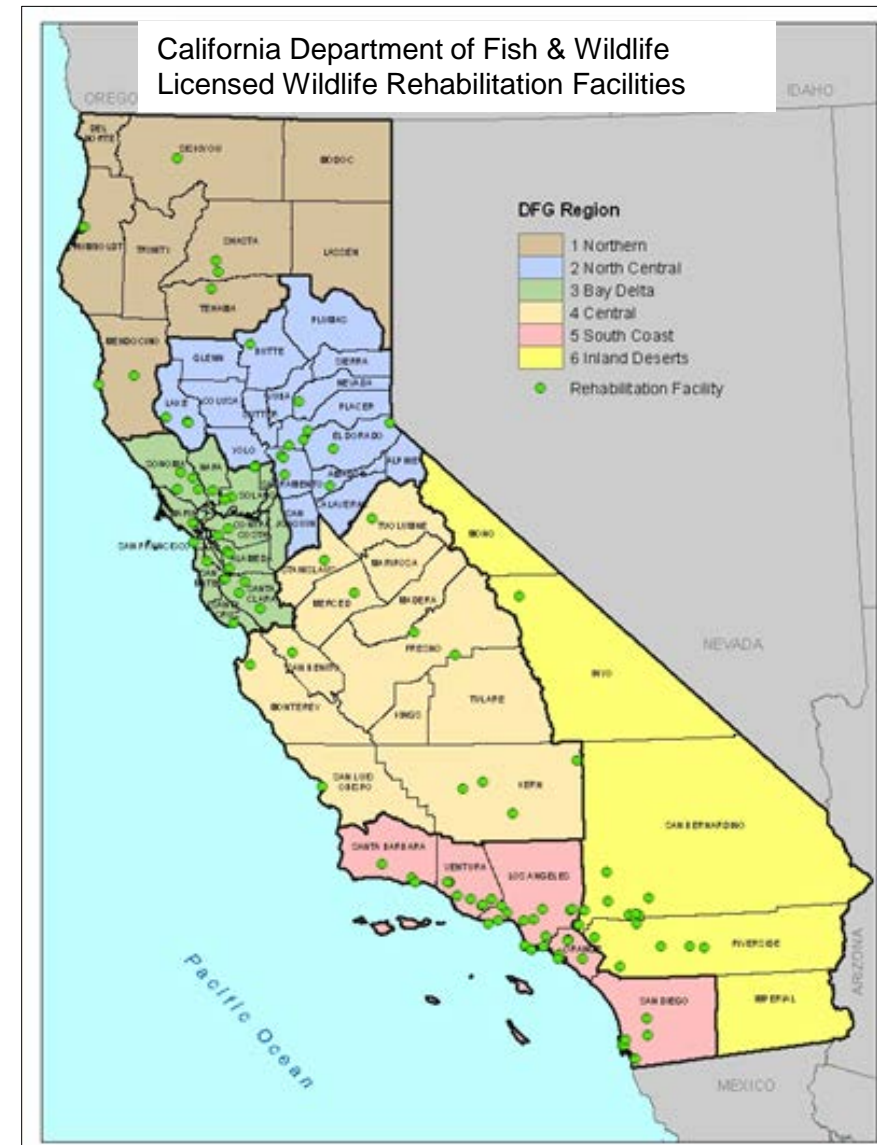 California Department of Fish & Wildlife
Licensed Wildlife Rehabilitation Facilities
OREGO
IDAHO
DEL NORTE
SISKIYOU
MODOC
HUMBOLDT
TRINITY
SHASTA
LASSEN
TEHAMA
MENDOCINO
PLUMAS
GLENN
BUTTE
SIERRA
NEVADA
LAKE
COLUSA
SUTTER
YUBA
PLACER
YOLO
EL DORADO
ALPINE
SACRAMENTO
AMADOR
CALAVERAS
SAN JOAQUIN
SONOMA
NAPA
SOLANO
MARIN
CONTRA COSTA
SAN FRANCISCO
ALAMEDA
SAN MATEO
SANTA CLARA
SANTA CRUZ
TUOLUMNE
MONO
STANISLAUS
MARIPOSA
MERCED
MADERA
FRESNO
SAN BENITO
MONTEREY
KINGS
TULARE
INYO
SAN LUIS OBISPO
KERN
SAN BERNARDINO
SANTA BARBARA
VENTURA
LOS ANGELES
ORANGE
RIVERSIDE
SAN DIEGO
IMPERIAL
DFG Region
1 Northern
2 North Central
3 Bay Delta
4 Central
5 South Coast
6 Inland Deserts
Rehabilitation Facility
NEVADA
ARIZONA
MEXICO
Pacific Ocean